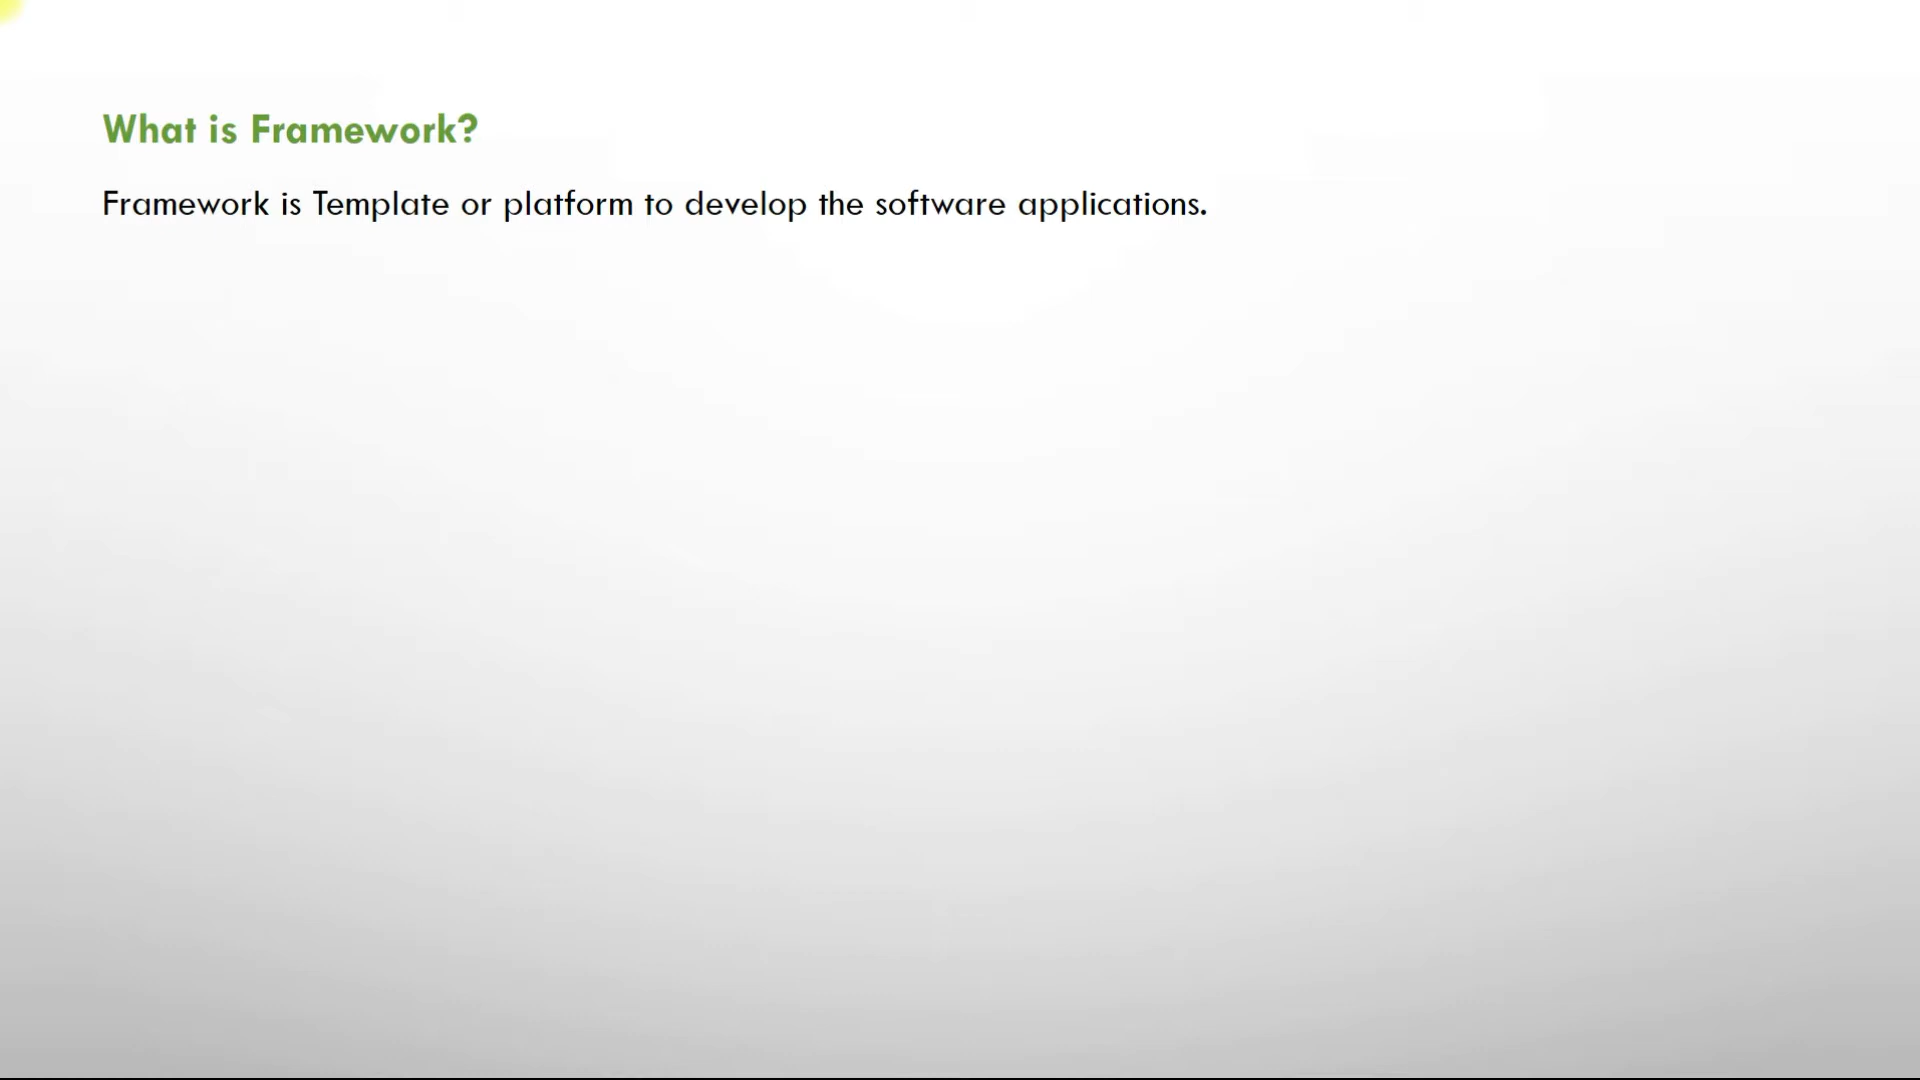 What is Framework?
Framework is Template or platform to develop the software applications.